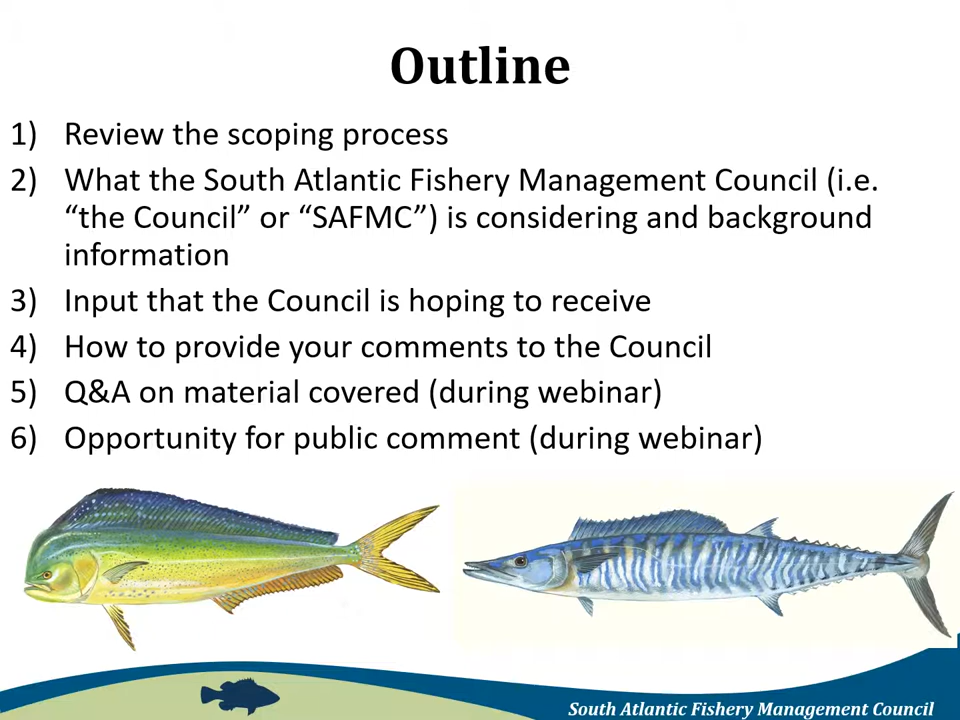 Outline
1) Review the scoping process
2) What the South Atlantic Fishery Management Council (i.e.
“the Council” or “SAFMC”) is considering and background
information
3) Input that the Council is hoping to receive
4) How to provide your comments to the Council
5) Q&A on material covered (during webinar)
6) Opportunity for public comment (during webinar)
South Atlantic Fishery Management Council